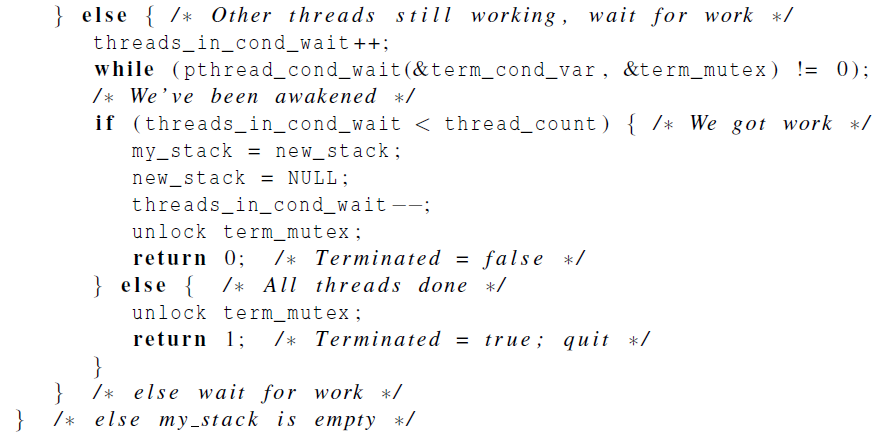 } else { /* Other threads still working, wait for work */
threads_in_cond_wait++;
while (pthread_cond_wait(&term_cond_var, &term_mutex) != 0);
/* We've been awakened */
if (threads_in_cond_wait < thread_count) { /* We got work */
my_stack = new_stack;
new_stack = NULL;
threads_in_cond_wait--;
unlock term_mutex;
return 0; /* Terminated = false */
} else { /* All threads done */
unlock term_mutex;
return 1; /* Terminated = true; quit */
}
} /* else wait for work */
} /* else my_stack is empty */